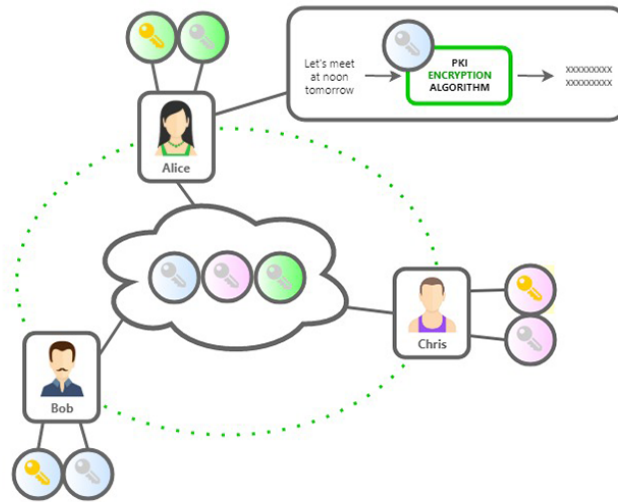 Let's meet
at noon
tomorrow
PKI
ENCRYPTION
ALGORITHM
xxxxxxxxx
xxxxxxxxx
Alice
Chris
Bob